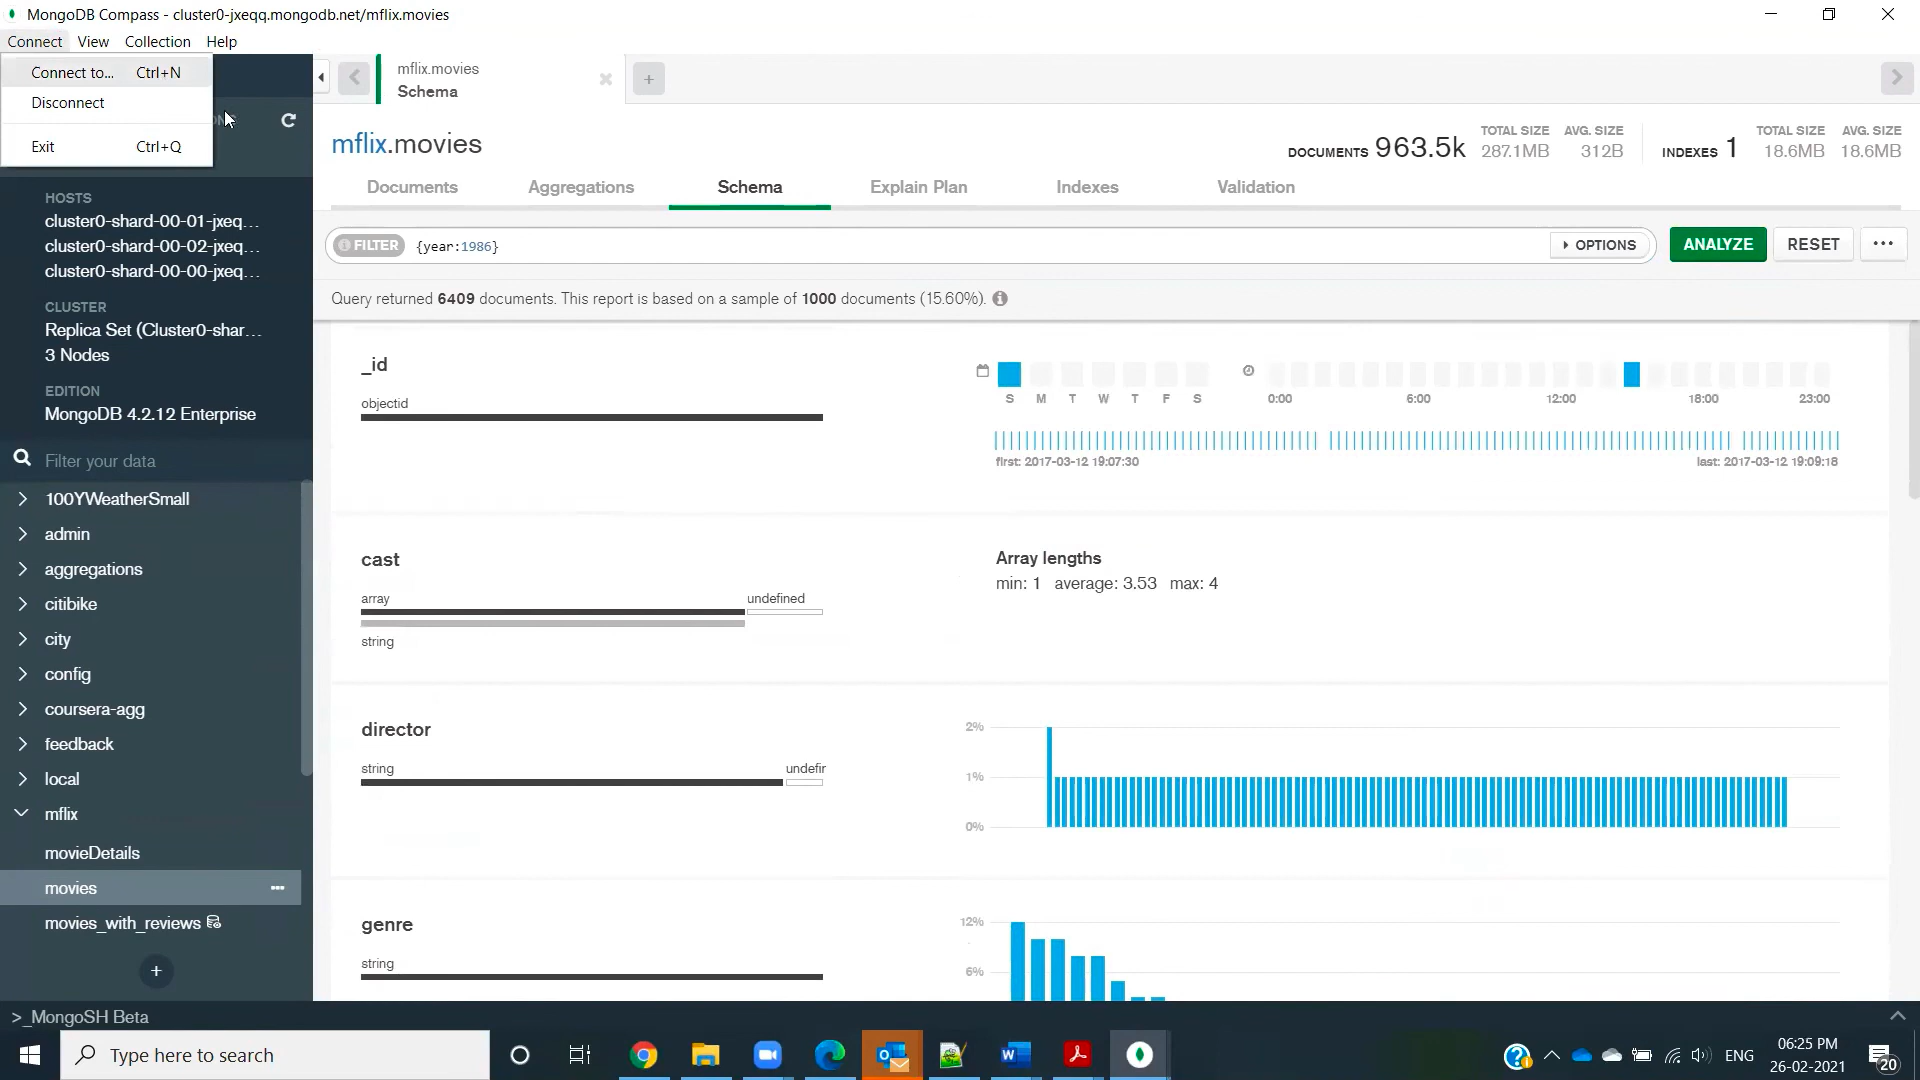 MongoDB Compass - cluster0-jxeqq.mongodb.net/mflix.movies
Connect View Collection Help
Connect to... Ctrl+N
Disconnect
Exit Ctrl+Q
mflix.movies
Schema
mflix.movies
DOCUMENTS 963.5k TOTAL SIZE 287.1MB AVG. SIZE 312B INDEXES 1 TOTAL SIZE 18.6MB AVG. SIZE 18.6MB
Documents Aggregations Schema Explain Plan Indexes Validation
FILTER {year:1986} OPTIONS ANALYZE RESET
Query returned 6409 documents. This report is based on a sample of 1000 documents (15.60%).
HOSTS
cluster0-shard-00-01-jxeq...
cluster0-shard-00-02-jxeq...
cluster0-shard-00-00-jxeq...
CLUSTER
Replica Set (Cluster0-shar...
3 Nodes
EDITION
MongoDB 4.2.12 Enterprise
Filter your data
100YWeatherSmall
admin
aggregations
citibike
city
config
coursera-agg
feedback
local
mflix
movieDetails
movies
movies_with_reviews
_id
objectid
S M T W T F S 0:00 6:00 12:00 18:00 23:00
first: 2017-03-12 19:07:30 last: 2017-03-12 19:09:18
cast
array undefined
string
Array lengths
min: 1 average: 3.53 max: 4
director
string undefir
2%
1%
0%
genre
string
12%
6%
>_MongoSH Beta
Type here to search
ENG
06:25 PM
26-02-2021
20